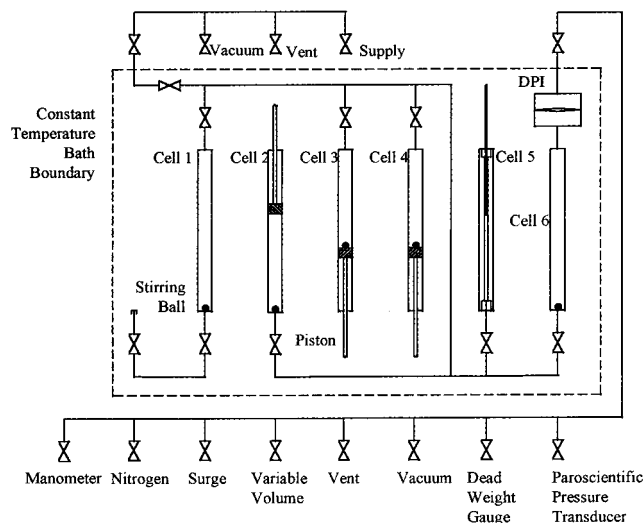 Vacuum Vent Supply
DPI
Constant
Temperature
Bath
Boundary
Cell 1 Cell 2 Cell 3 Cell 4 Cell 5
Cell 6
Stirring
Ball
Piston
Manometer Nitrogen Surge Variable Vent Vacuum Dead Paroscientific
Volume Weight Pressure
Gauge Transducer